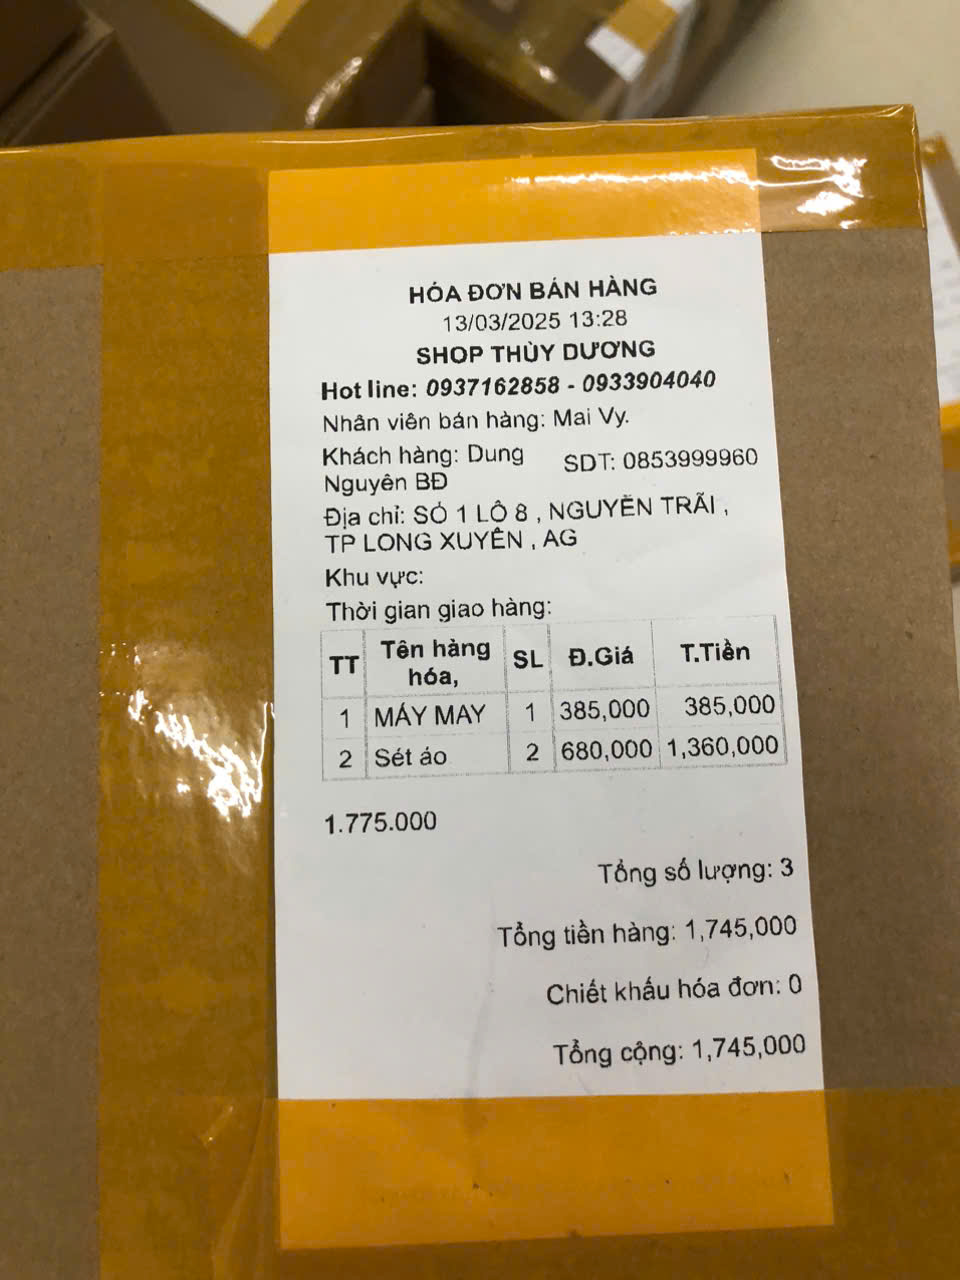 HÓA ĐƠN BÁN HÀNG
13/03/2025 13:28
SHOP THÙY DƯƠNG
Hot line: 0937162858 - 0933904040
Nhân viên bán hàng: Mai Vy.
Khách hàng: Dung Nguyên BĐ SDT: 0853999960
Địa chỉ: SỐ 1 LÔ 8 , NGUYỄN TRÃI ,
TP LONG XUYÊN , AG
Khu vực:
Thời gian giao hàng:
TT Tên hàng hóa, SL Đ.Giá T.Tiền
1 MÁY MAY 1 385,000 385,000
2 Sét áo 2 680,000 1,360,000
1.775.000
Tổng số lượng: 3
Tổng tiền hàng: 1,745,000
Chiết khấu hóa đơn: 0
Tổng cộng: 1,745,000